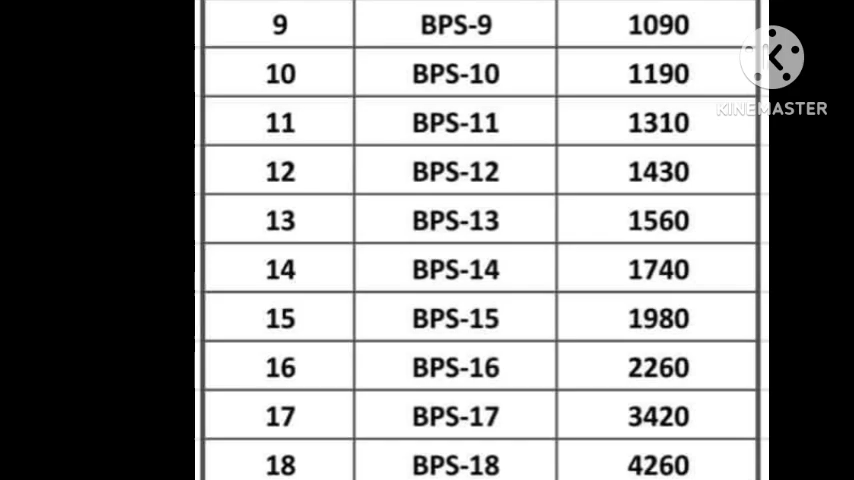 9 BPS-9 1090
10 BPS-10 1190
KINEMASTER
11 BPS-11 1310
12 BPS-12 1430
13 BPS-13 1560
14 BPS-14 1740
15 BPS-15 1980
16 BPS-16 2260
17 BPS-17 3420
18 BPS-18 4260